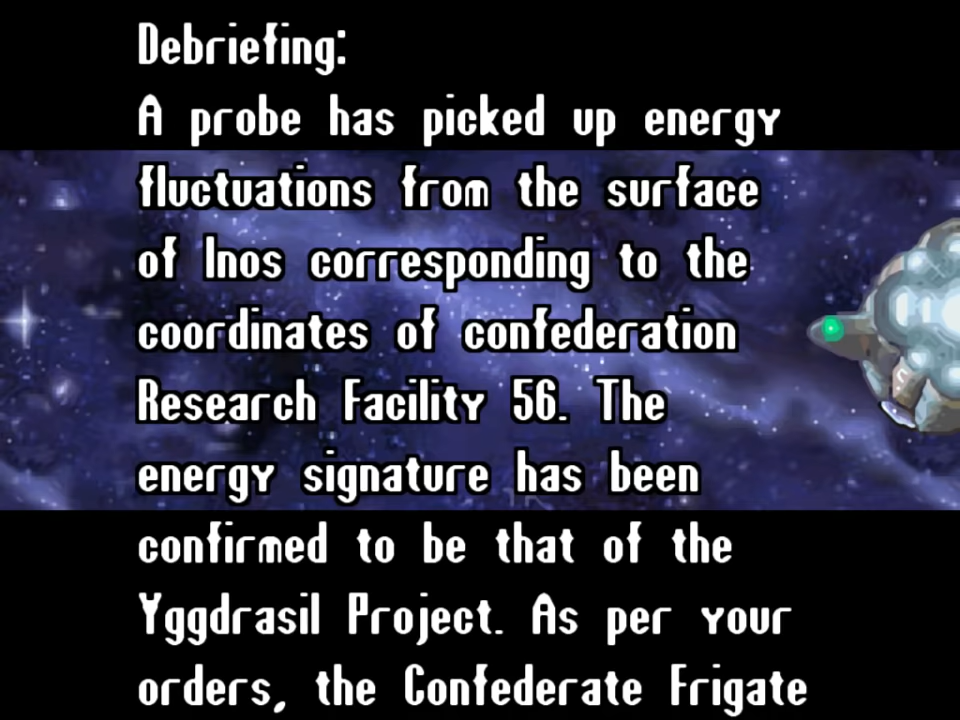 Debriefing:
A probe has picked up energy
fluctuations from the surface
of Inos corresponding to the
coordinates of confederation
Research Facility 56. The
energy signature has been
confirmed to be that of the
Yggdrasil Project. As per your
orders, the Confederate Frigate